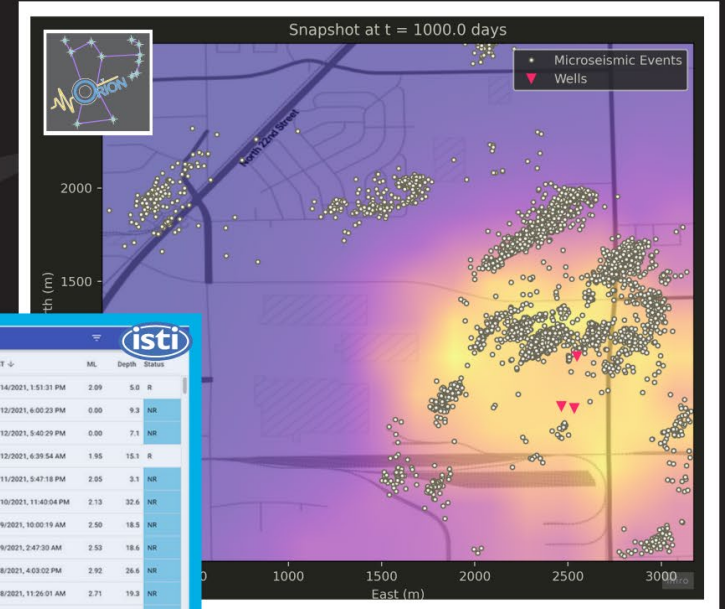 Snapshot at t = 1000.0 days
ORION
Microseismic Events
Wells
North 22nd Street
2000
1500
isti
ML Depth Status
14/2021, 1:51:31 PM 2.09 5.0 R
12/2021, 6:00:23 PM 0.00 9.3 NR
12/2021, 5:40:29 PM 0.00 7.1 NR
12/2021, 6:39:54 AM 1.95 15.1 R
11/2021, 5:47:18 PM 2.05 3.1 NR
10/2021, 11:40:04 PM 2.13 32.6 NR
9/2021, 10:00:19 AM 2.50 18.5 NR
9/2021, 2:47:30 AM 2.53 18.6 NR
8/2021, 4:03:02 PM 2.92 26.6 NR
8/2021, 11:26:01 AM 2.71 19.3 NR
0 1000 1500 2000 2500 3000
East (m)